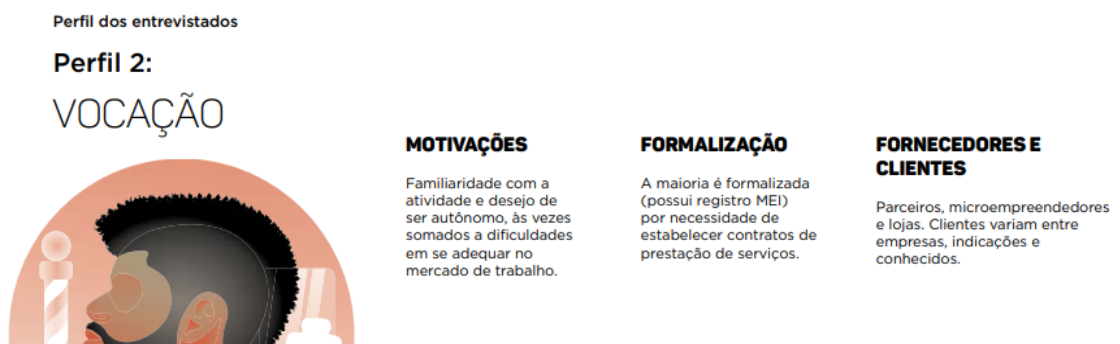 Perfil dos entrevistados
Perfil 2:
VOCAÇÃO
MOTIVAÇÕES
Familiaridade com a
atividade e desejo de
ser autônomo, às vezes
somados a dificuldades
em se adequar no
mercado de trabalho.
FORMALIZAÇÃO
A maioria é formalizada
(possui registro MEI)
por necessidade de
estabelecer contratos de
prestação de serviços.
FORNECEDORES E
CLIENTES
Parceiros, microempreendedores
e lojas. Clientes variam entre
empresas, indicações e
conhecidos.